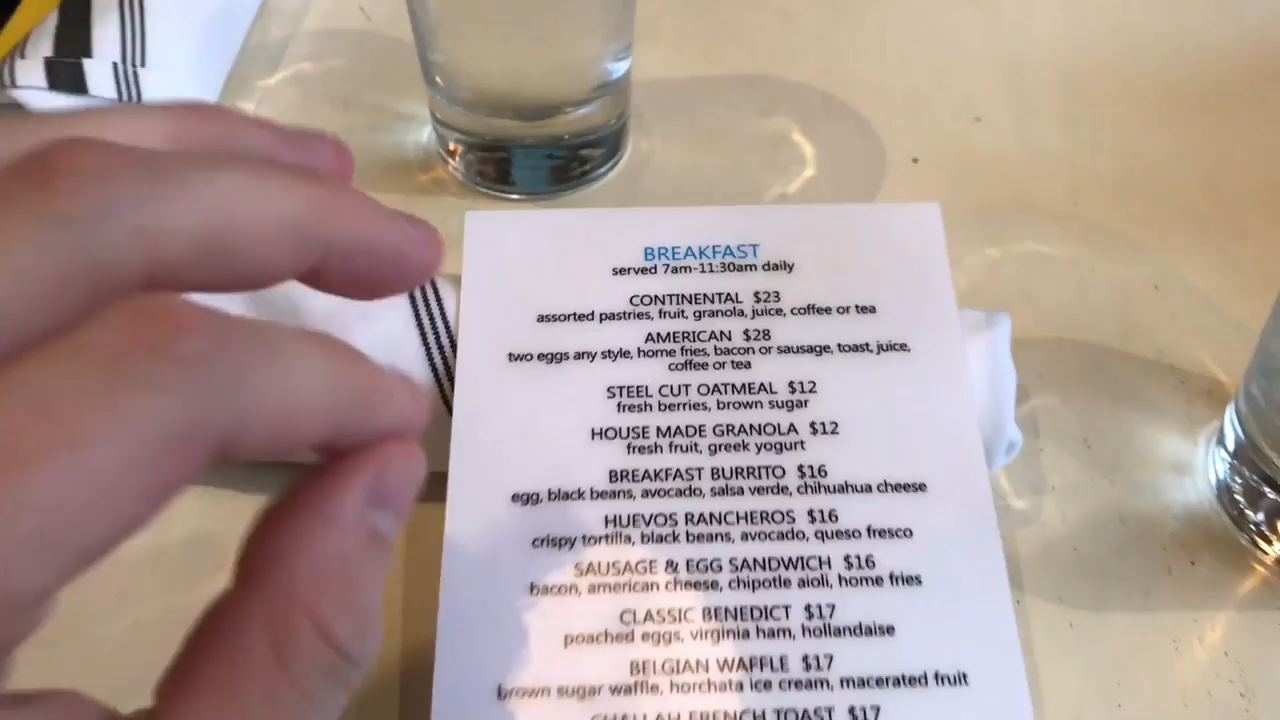 BREAKFAST
served 7am-11:30am daily
CONTINENTAL $23
assorted pastries, fruit, granola, juice, coffee or tea
AMERICAN $28
two eggs any style, home fries, bacon or sausage, toast, juice,
coffee or tea
STEEL CUT OATMEAL $12
fresh berries, brown sugar
HOUSE MADE GRANOLA $12
fresh fruit, greek yogurt
BREAKFAST BURRITO $16
egg, black beans, avocado, salsa verde, chihuahua cheese
HUEVOS RANCHEROS $16
crispy tortilla, black beans, avocado, queso fresco
SAUSAGE & EGG SANDWICH $16
bacon, american cheese, chipotle aioli, home fries
CLASSIC BENEDICT $17
poached eggs, virginia ham, hollandaise
BELGIAN WAFFLE $17
brown sugar waffle, horchata ice cream, macerated fruit
CHALLAH FRENCH TOAST $17